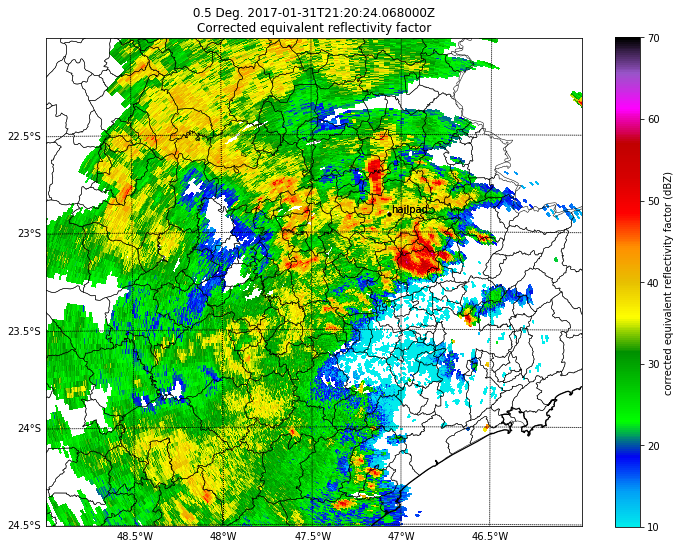 0.5 Deg. 2017-01-31T21:20:24.068000Z
Corrected equivalent reflectivity factor
70
60
50
40
30
20
10
corrected equivalent reflectivity factor (dBZ)
22.5°S
23°S
23.5°S
24°S
24.5°S
hailpad
48.5°W
48°W
47.5°W
47°W
46.5°W